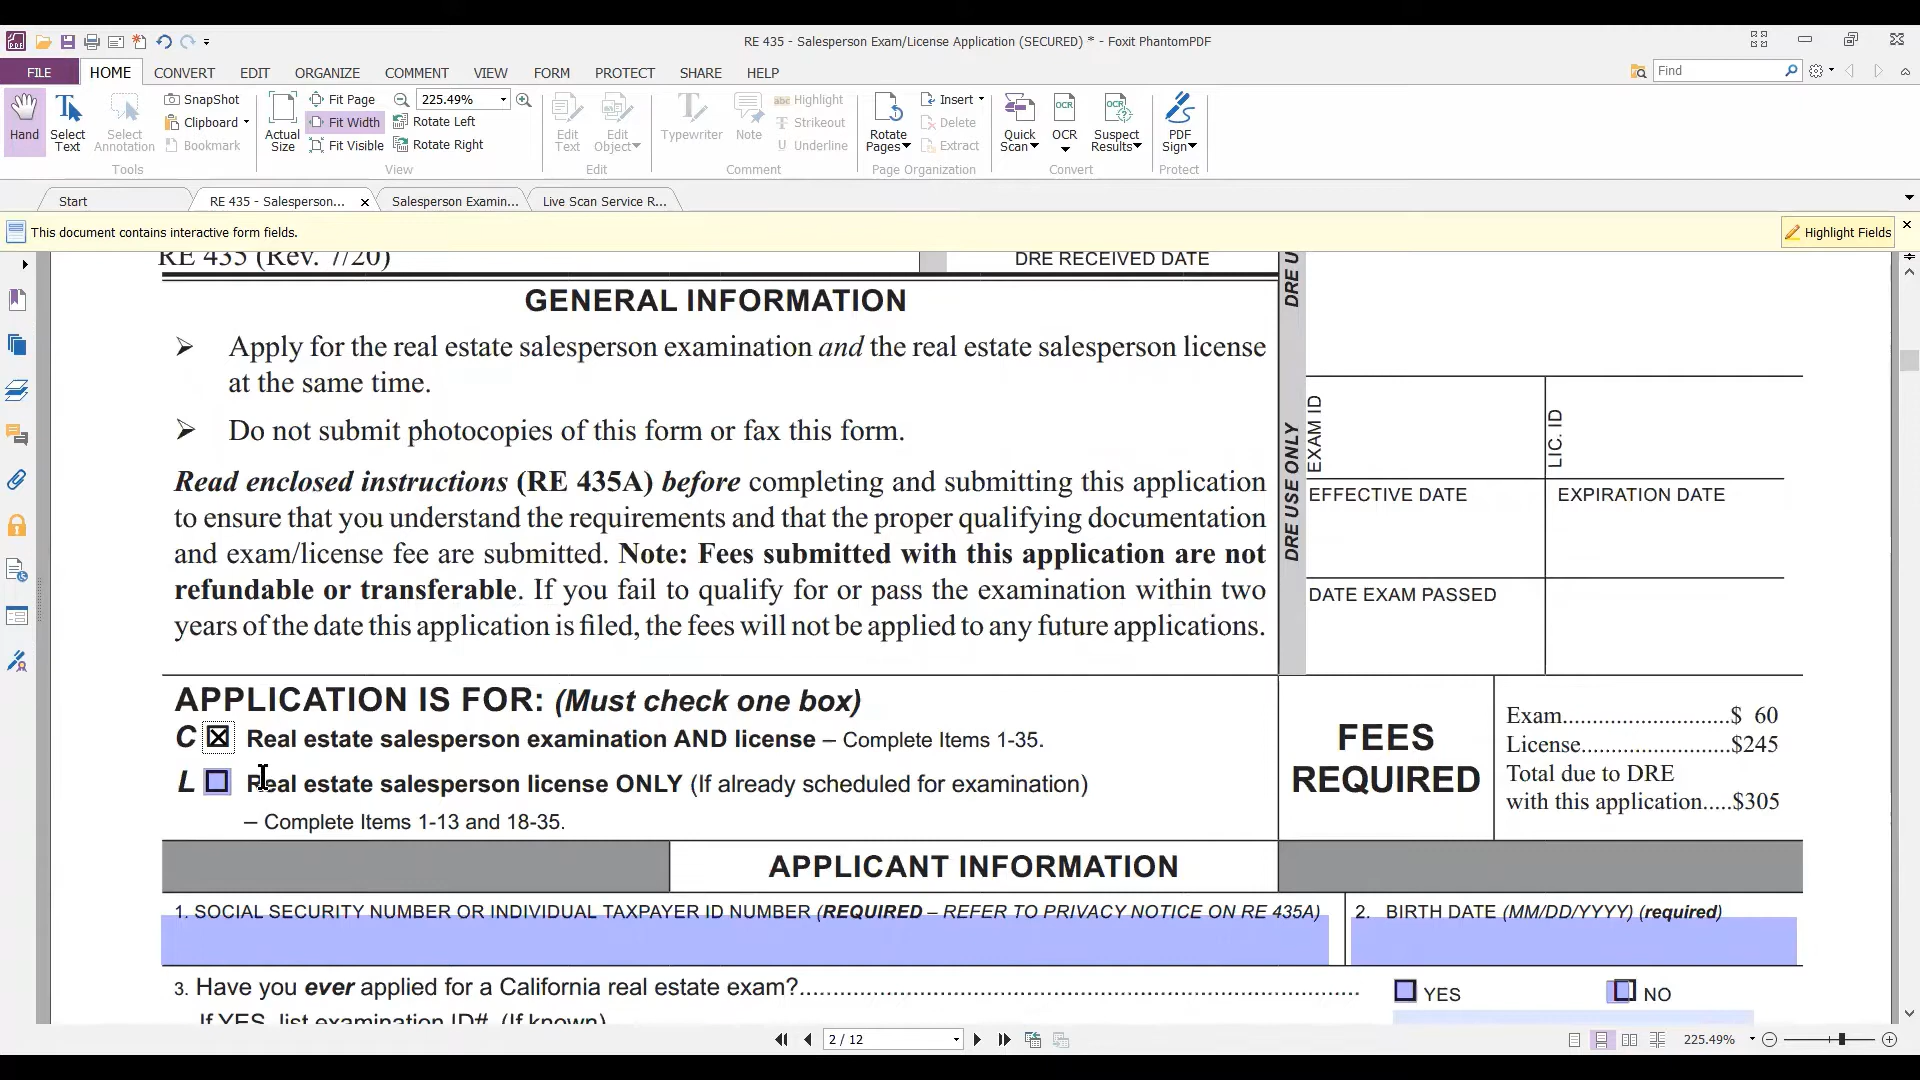 RE 435 - Salesperson Exam/License Application (SECURED) * - Foxit PhantomPDF
FILE HOME CONVERT EDIT ORGANIZE COMMENT VIEW FORM PROTECT SHARE HELP
Find
Hand
Select Text
Select Annotation
SnapShot
Clipboard
Bookmark
Tools
Actual Size
Fit Page
Fit Width
Fit Visible
225.49%
Rotate Left
Rotate Right
View
Edit Text
Edit Object
Edit
Typewriter
Note
Highlight
Strikeout
Underline
Comment
Rotate Pages
Insert
Delete
Extract
Page Organization
Quick Scan
OCR
OCR
OCR
Suspect Results
Convert
PDF Sign
Protect
Start
RE 435 - Salesperson...
Salesperson Examin...
Live Scan Service R...
This document contains interactive form fields.
Highlight Fields
RE 435 (Rev. 7/20)
DRE RECEIVED DATE
DRE U
GENERAL INFORMATION
➢ Apply for the real estate salesperson examination and the real estate salesperson license
at the same time.
➢ Do not submit photocopies of this form or fax this form.
Read enclosed instructions (RE 435A) before completing and submitting this application
to ensure that you understand the requirements and that the proper qualifying documentation
and exam/license fee are submitted. Note: Fees submitted with this application are not
refundable or transferable. If you fail to qualify for or pass the examination within two
years of the date this application is filed, the fees will not be applied to any future applications.
DRE USE ONLY
EXAM ID
LIC. ID
EFFECTIVE DATE
EXPIRATION DATE
DATE EXAM PASSED
APPLICATION IS FOR: (Must check one box)
C ☒ Real estate salesperson examination AND license – Complete Items 1-35.
L ☐ Real estate salesperson license ONLY (If already scheduled for examination)
– Complete Items 1-13 and 18-35.
FEES
REQUIRED
Exam............................$ 60
License.........................$245
Total due to DRE
with this application.....$305
APPLICANT INFORMATION
1. SOCIAL SECURITY NUMBER OR INDIVIDUAL TAXPAYER ID NUMBER (REQUIRED – REFER TO PRIVACY NOTICE ON RE 435A)
2. BIRTH DATE (MM/DD/YYYY) (required)
3. Have you ever applied for a California real estate exam?...................................................................................
YES NO
If YES, list examination ID#. (If known)
2 / 12
225.49%